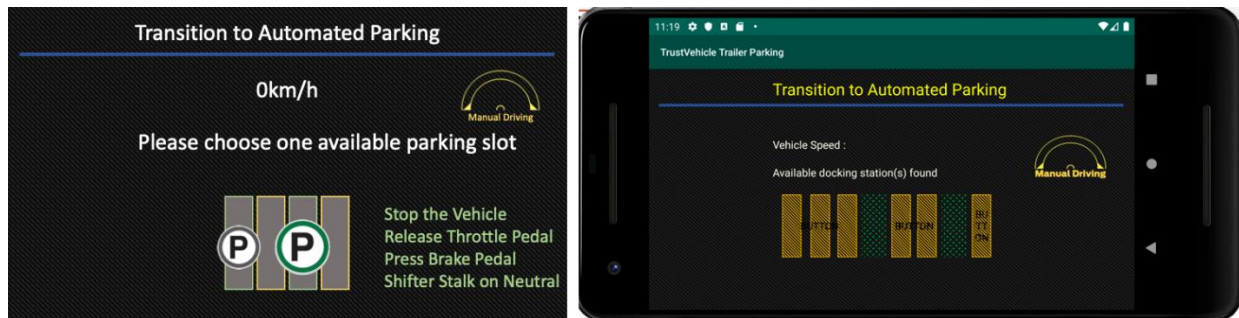 Transition to Automated Parking
0km/h
Manual Driving
Please choose one available parking slot
P
P
Stop the Vehicle
Release Throttle Pedal
Press Brake Pedal
Shifter Stalk on Neutral
11:19
TrustVehicle Trailer Parking
Transition to Automated Parking
Vehicle Speed :
Available docking station(s) found
Manual Driving
BUTTON
BUTTON
BU
TT
ON